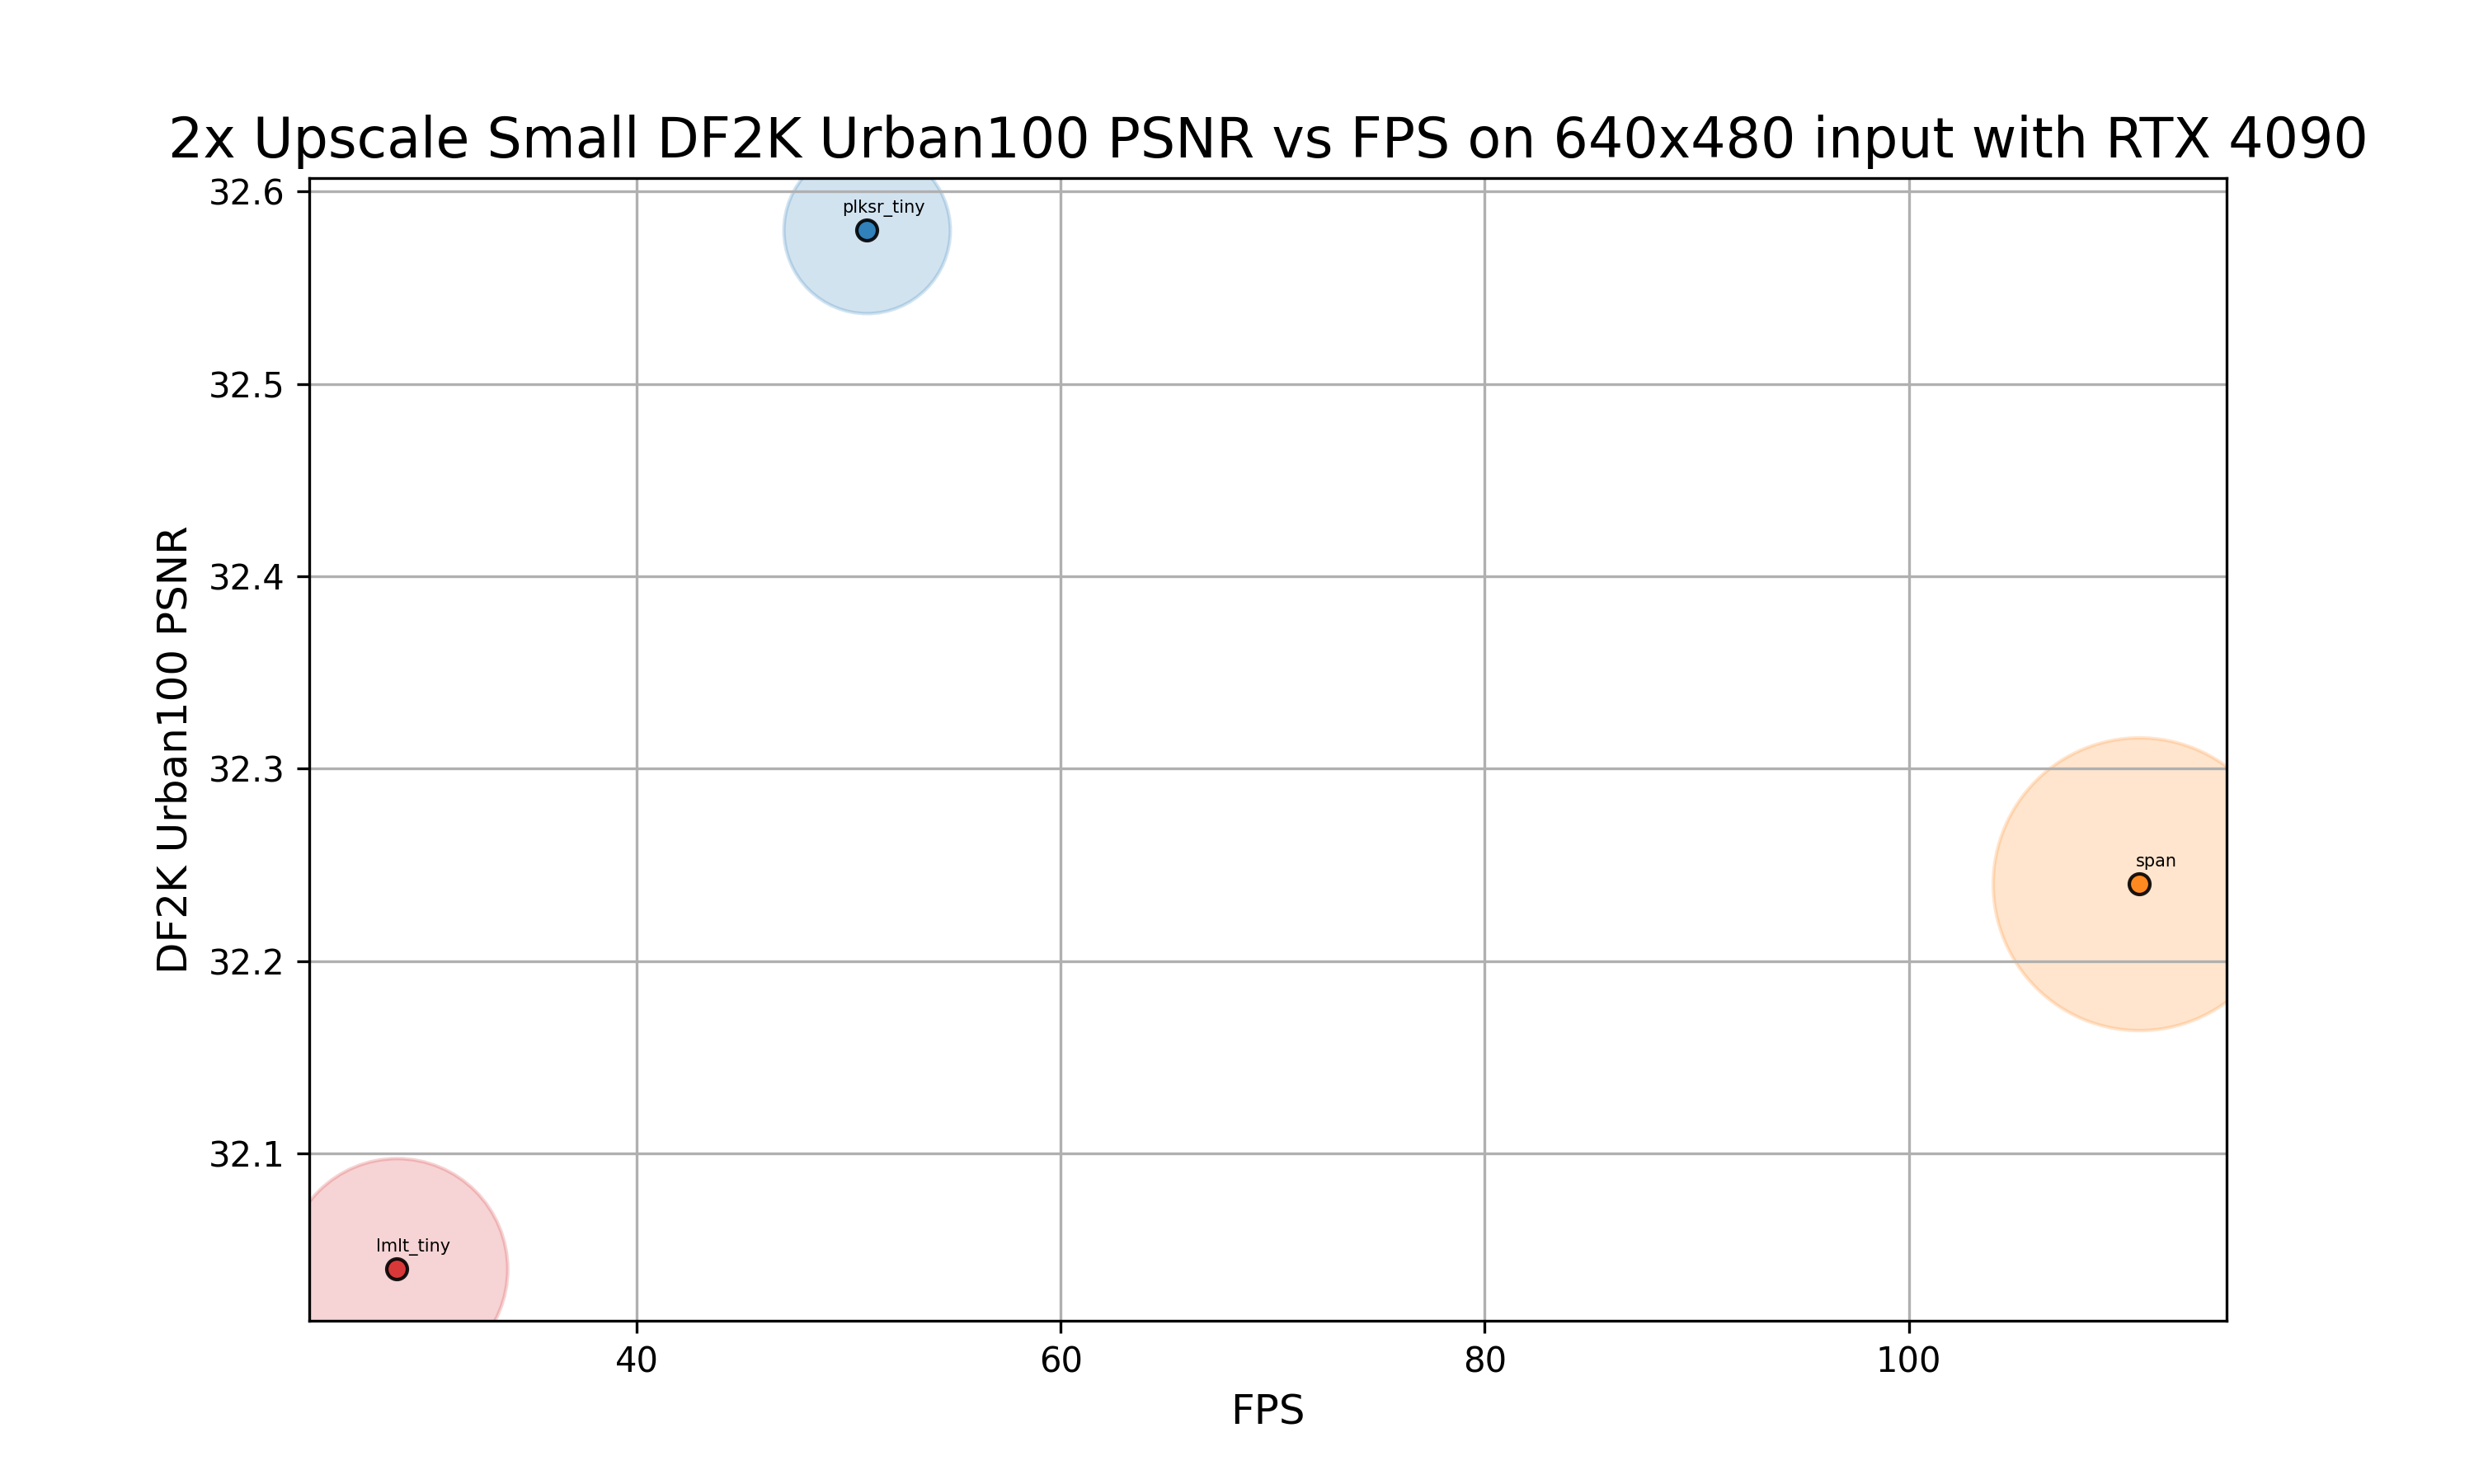 2x Upscale Small DF2K Urban100 PSNR vs FPS on 640x480 input with RTX 4090
32.6
plksr_tiny
32.5
32.4
DF2K Urban100 PSNR
32.3
span
32.2
32.1
lmlt_tiny
40
60
80
100
FPS